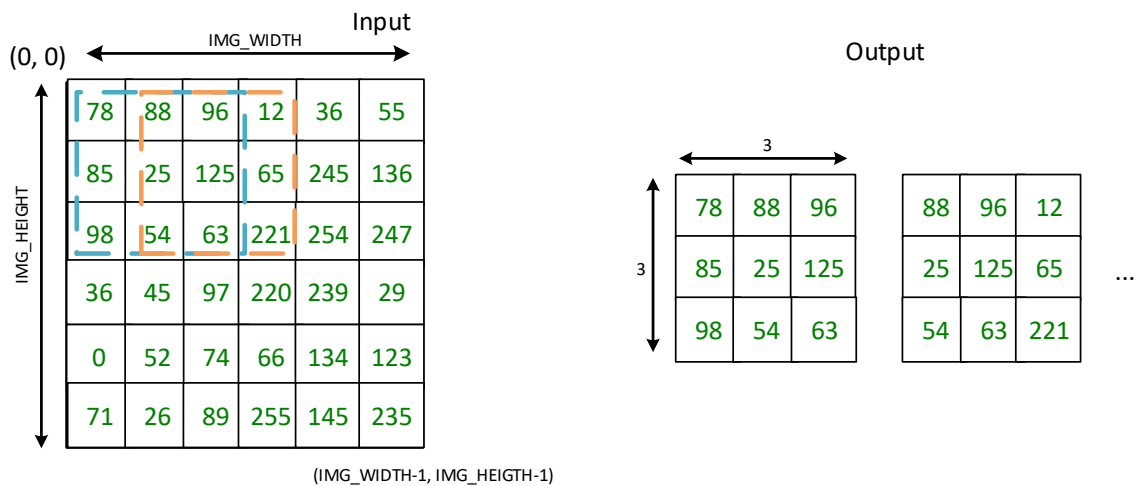 Input
IMG_WIDTH
(0, 0)
Output
78 88 96 12 36 55
85 25 125 65 245 136
98 54 63 221 254 247
36 45 97 220 239 29
0 52 74 66 134 123
71 26 89 255 145 235
IMG_HEIGHT
(IMG_WIDTH-1, IMG_HEIGTH-1)
3
3
78 88 96
85 25 125
98 54 63
88 96 12
25 125 65
54 63 221
...